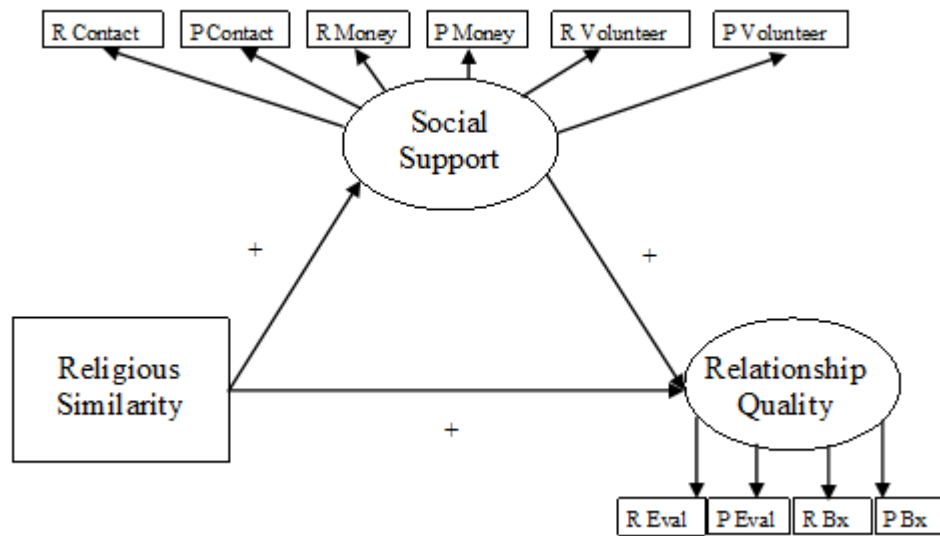 R Contact
P Contact
R Money
P Money
R Volunteer
P Volunteer
Social
Support
+
+
Religious
Similarity
Relationship
Quality
+
R Eval
P Eval
R Bx
P Bx